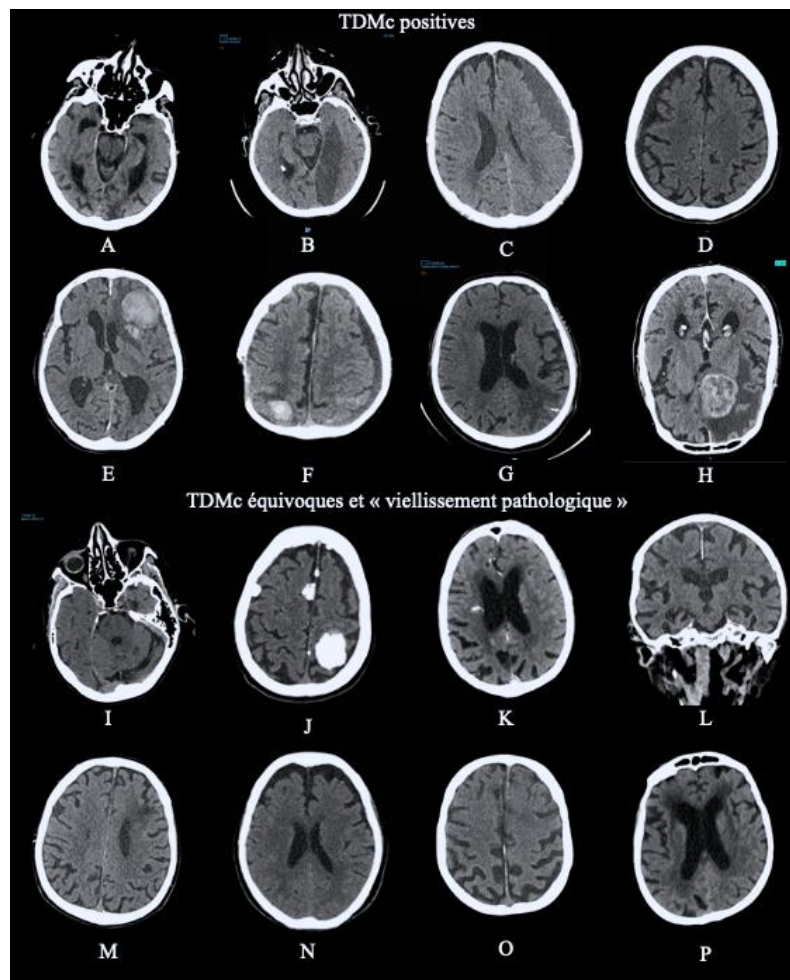 TDMc positives
A B C D
E F G H
TDMc équivoques et « viellissement pathologique »
I J K L
M N O P